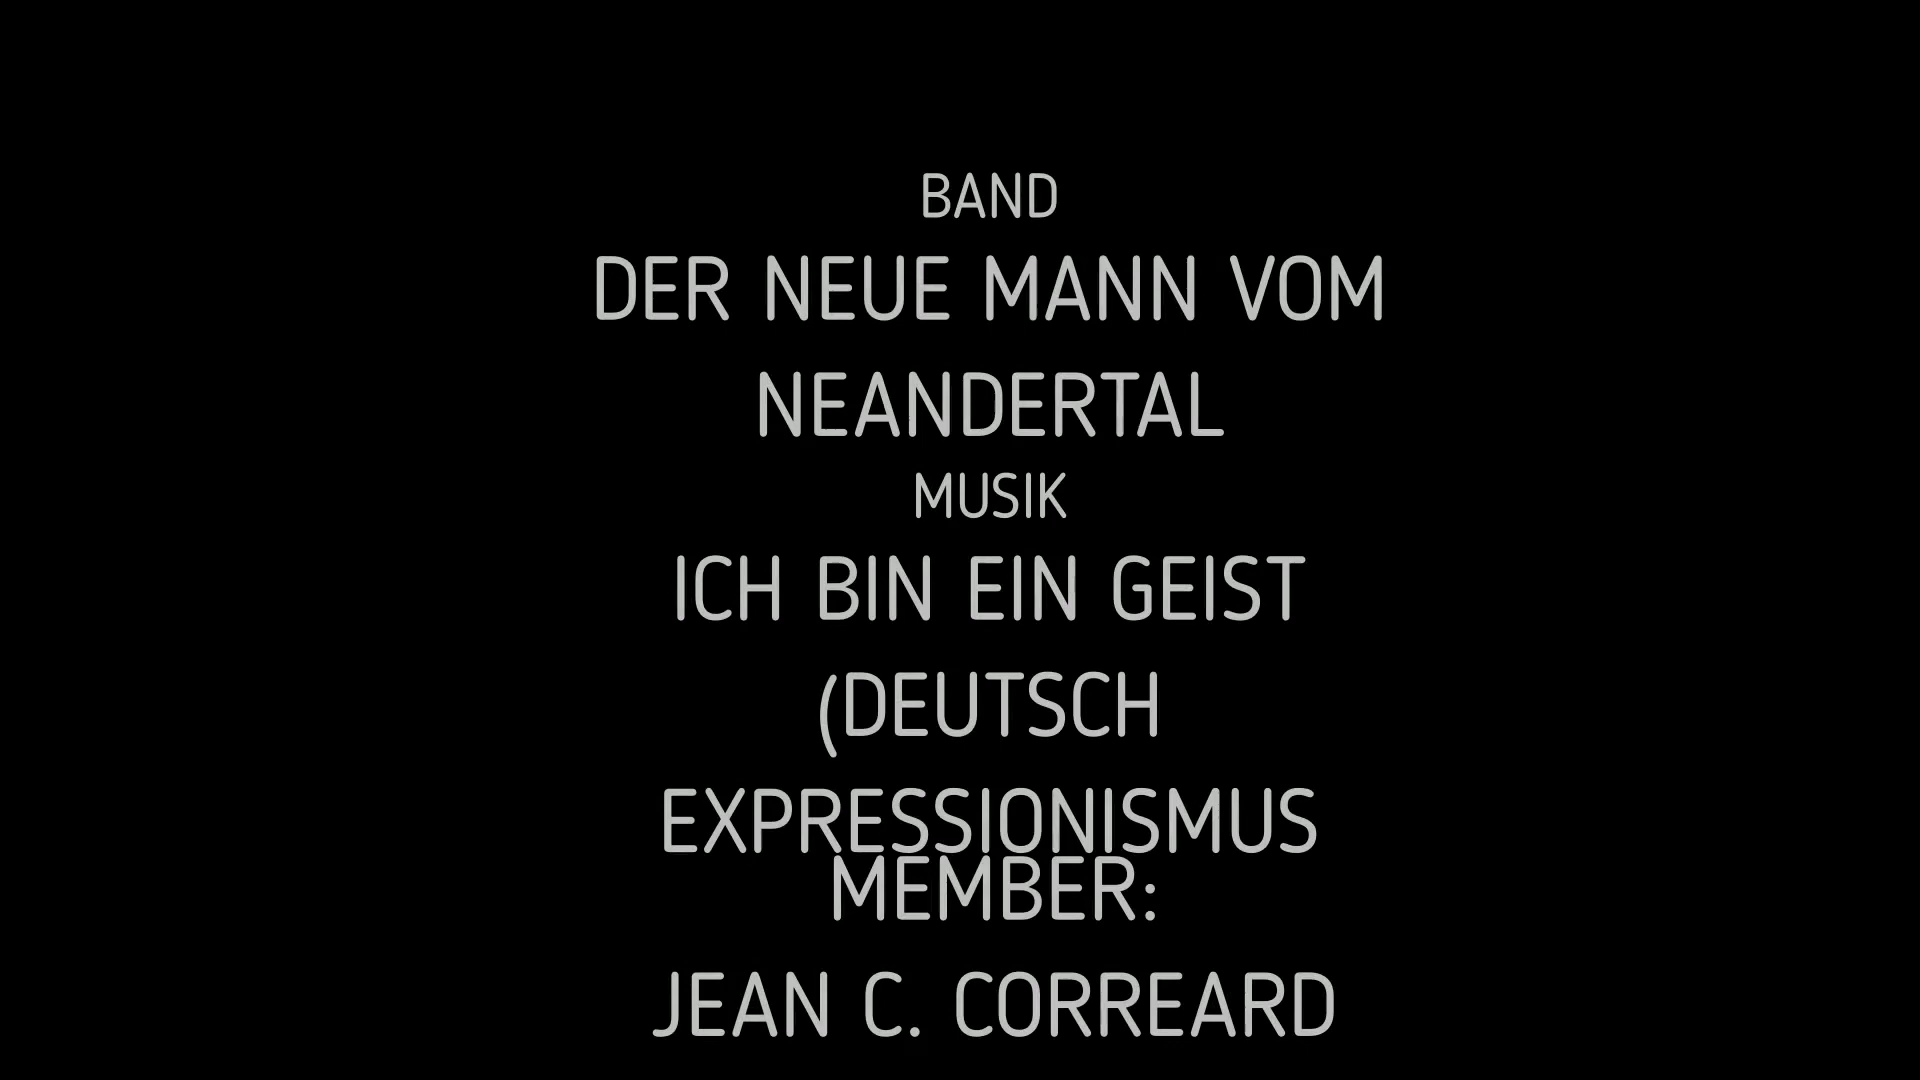 BAND
DER NEUE MANN VOM
NEANDERTAL
MUSIK
ICH BIN EIN GEIST
(DEUTSCH
EXPRESSIONISMUS
MEMBER:
JEAN C. CORREARD